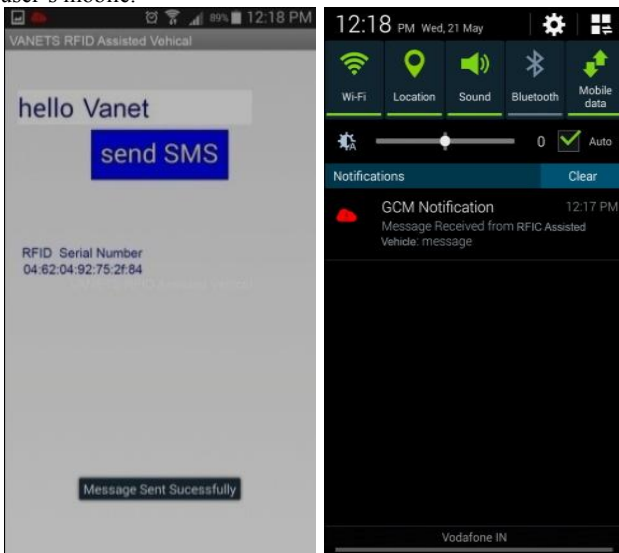 user's mobile.
89% 12:18 PM
VANETS RFID Assisted Vehical
hello Vanet
send SMS
RFID Serial Number
04:62:04:92:75:2f:84
Message Sent Sucessfully
12:18 PM Wed, 21 May
Wi-Fi Location Sound Bluetooth Mobile data
0 Auto
Notifications Clear
GCM Notification 12:17 PM
Message Received from RFIC Assisted
Vehicle: message
Vodafone IN